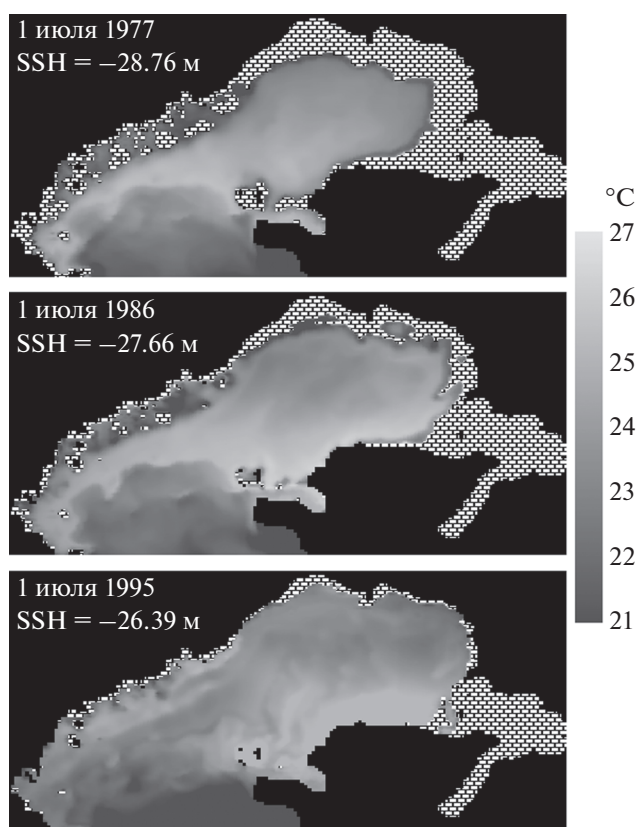 1 июля 1977
SSH = −28.76 м
°C
27
26
25
24
23
22
21
1 июля 1986
SSH = −27.66 м
1 июля 1995
SSH = −26.39 м